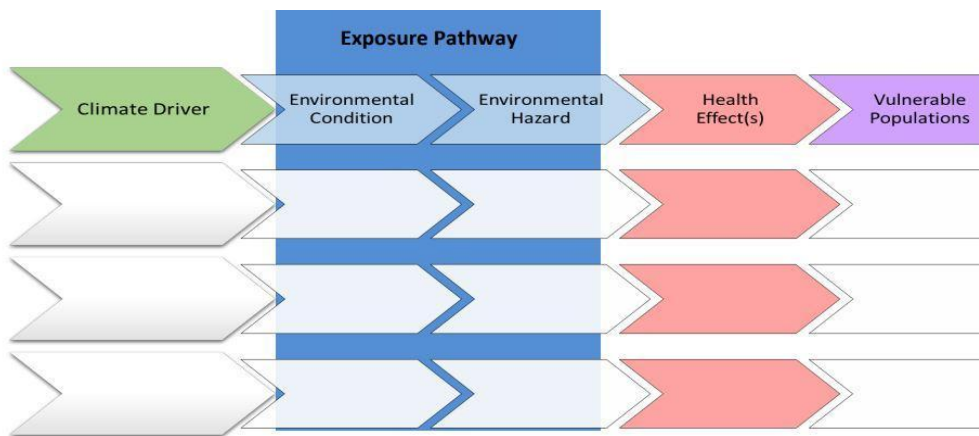 Exposure Pathway
Climate Driver
Environmental
Condition
Environmental
Hazard
Health
Effect(s)
Vulnerable
Populations